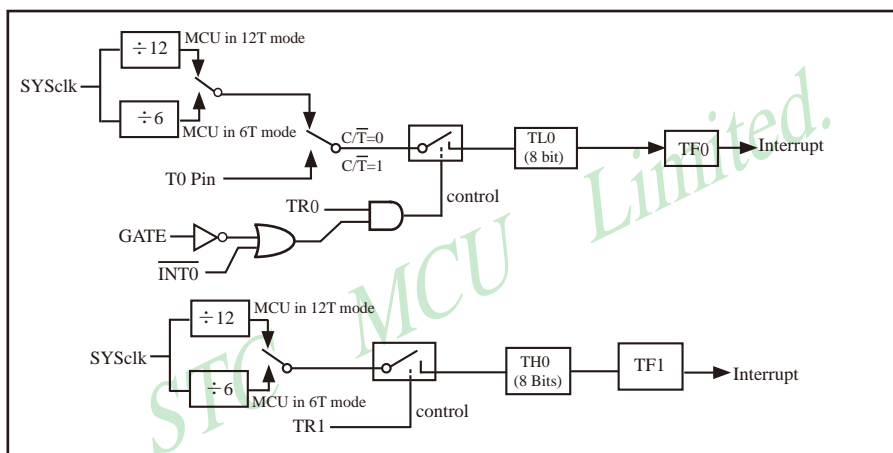 ÷12
MCU in 12T mode
SYSclk
÷6
MCU in 6T mode
C/T̅=0
C/T̅=1
T0 Pin
TL0
(8 bit)
TF0
Interrupt
control
TR0
GATE
I̅N̅T̅0̅
÷12
MCU in 12T mode
SYSclk
÷6
MCU in 6T mode
TH0
(8 Bits)
TF1
Interrupt
control
TR1
STC MCU Limited.